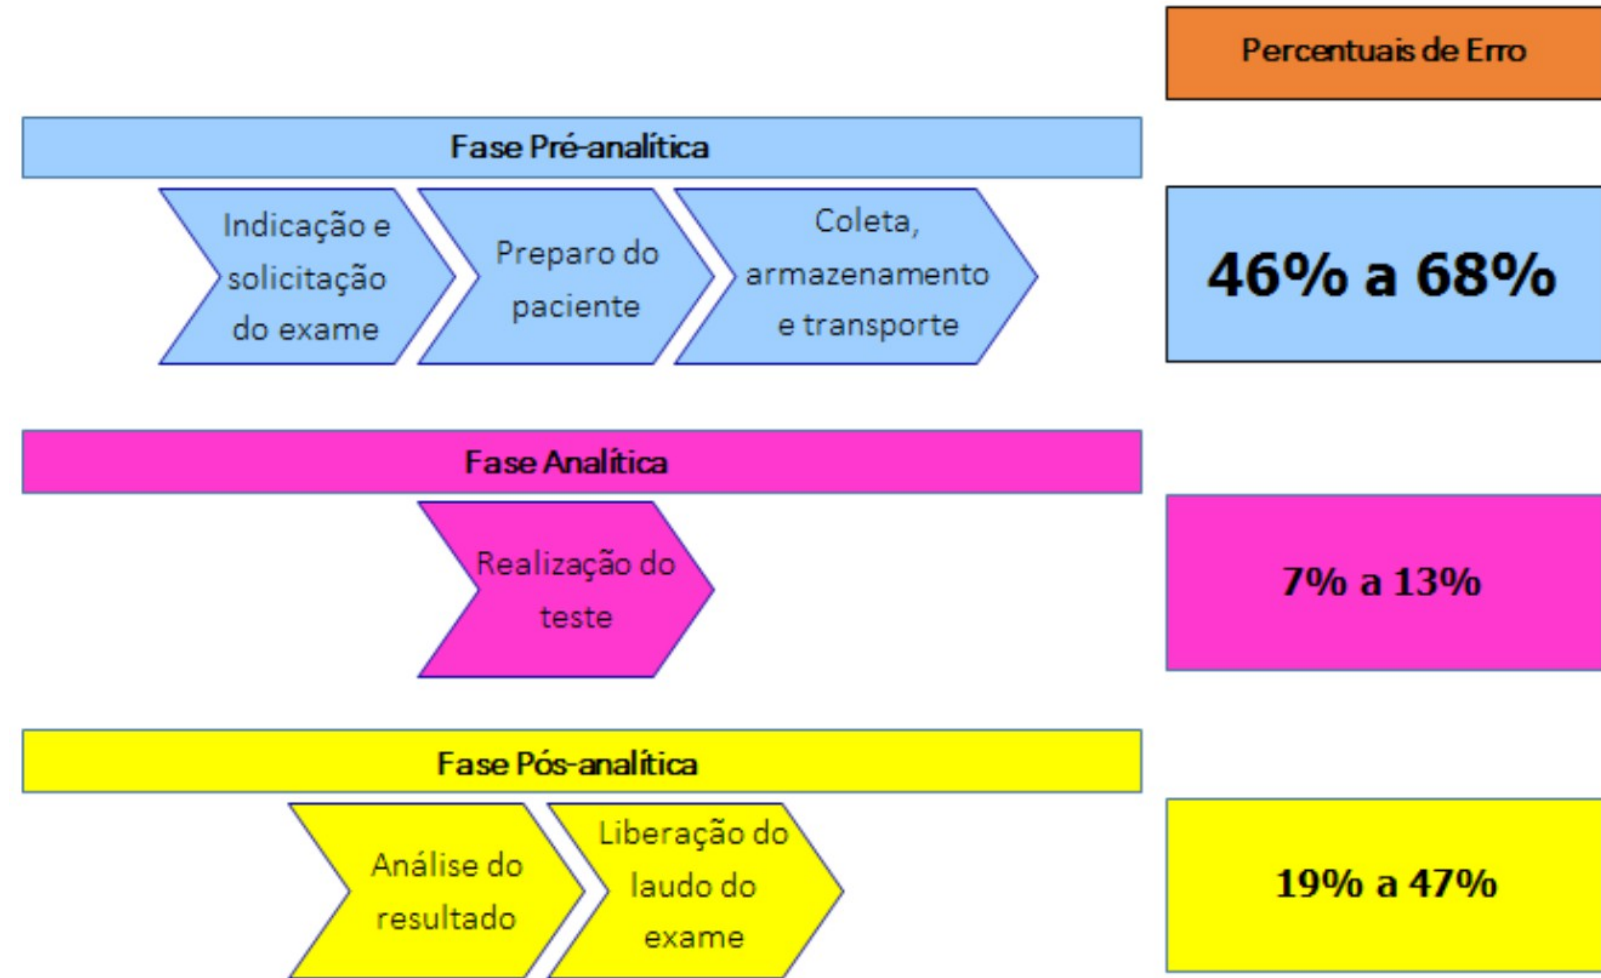 Percentuais de Erro
Fase Pré-analítica
Indicação e
solicitação
do exame
Preparo do
paciente
Coleta,
armazenamento
e transporte
46% a 68%
Fase Analítica
Realização do
teste
7% a 13%
Fase Pós-analítica
Análise do
resultado
Liberação do
laudo do
exame
19% a 47%